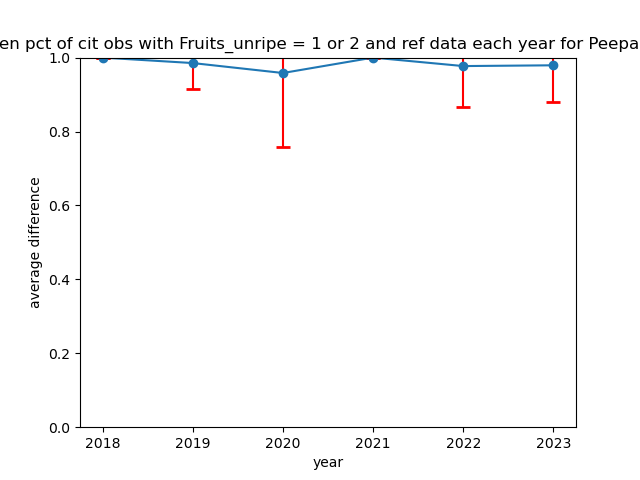 en pct of cit obs with Fruits_unripe = 1 or 2 and ref data each year for Peepa
1.0
0.8
0.6
0.4
0.2
0.0
average difference
2018 2019 2020 2021 2022 2023
year